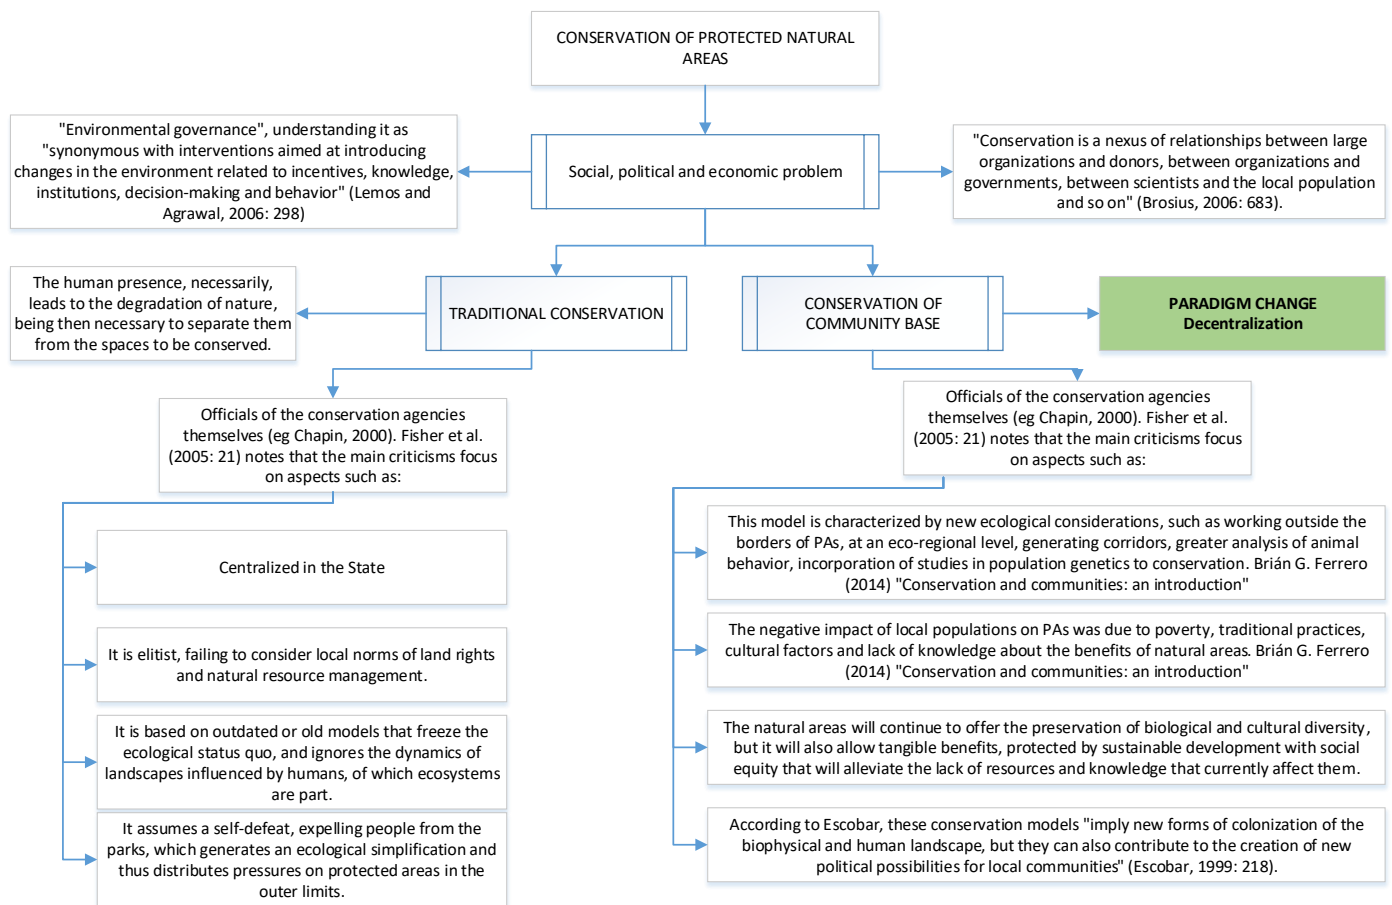 CONSERVATION OF PROTECTED NATURAL
AREAS
"Environmental governance", understanding it as
"synonymous with interventions aimed at introducing
changes in the environment related to incentives, knowledge,
institutions, decision-making and behavior" (Lemos and
Agrawal, 2006: 298)
Social, political and economic problem
"Conservation is a nexus of relationships between large
organizations and donors, between organizations and
governments, between scientists and the local population
and so on" (Brosius, 2006: 683).
The human presence, necessarily,
leads to the degradation of nature,
being then necessary to separate them
from the spaces to be conserved.
TRADITIONAL CONSERVATION
CONSERVATION OF
COMMUNITY BASE
PARADIGM CHANGE
Decentralization
Officials of the conservation agencies
themselves (eg Chapin, 2000). Fisher et al.
(2005: 21) notes that the main criticisms focus
on aspects such as:
Centralized in the State
It is elitist, failing to consider local norms of land rights
and natural resource management.
It is based on outdated or old models that freeze the
ecological status quo, and ignores the dynamics of
landscapes influenced by humans, of which ecosystems
are part.
It assumes a self-defeat, expelling people from the
parks, which generates an ecological simplification and
thus distributes pressures on protected areas in the
outer limits.
Officials of the conservation agencies
themselves (eg Chapin, 2000). Fisher et al.
(2005: 21) notes that the main criticisms focus
on aspects such as:
This model is characterized by new ecological considerations, such as working outside the
borders of PAs, at an eco-regional level, generating corridors, greater analysis of animal
behavior, incorporation of studies in population genetics to conservation. Brián G. Ferrero
(2014) "Conservation and communities: an introduction"
The negative impact of local populations on PAs was due to poverty, traditional practices,
cultural factors and lack of knowledge about the benefits of natural areas. Brián G. Ferrero
(2014) "Conservation and communities: an introduction"
The natural areas will continue to offer the preservation of biological and cultural diversity,
but it will also allow tangible benefits, protected by sustainable development with social
equity that will alleviate the lack of resources and knowledge that currently affect them.
According to Escobar, these conservation models "imply new forms of colonization of the
biophysical and human landscape, but they can also contribute to the creation of new
political possibilities for local communities" (Escobar, 1999: 218).